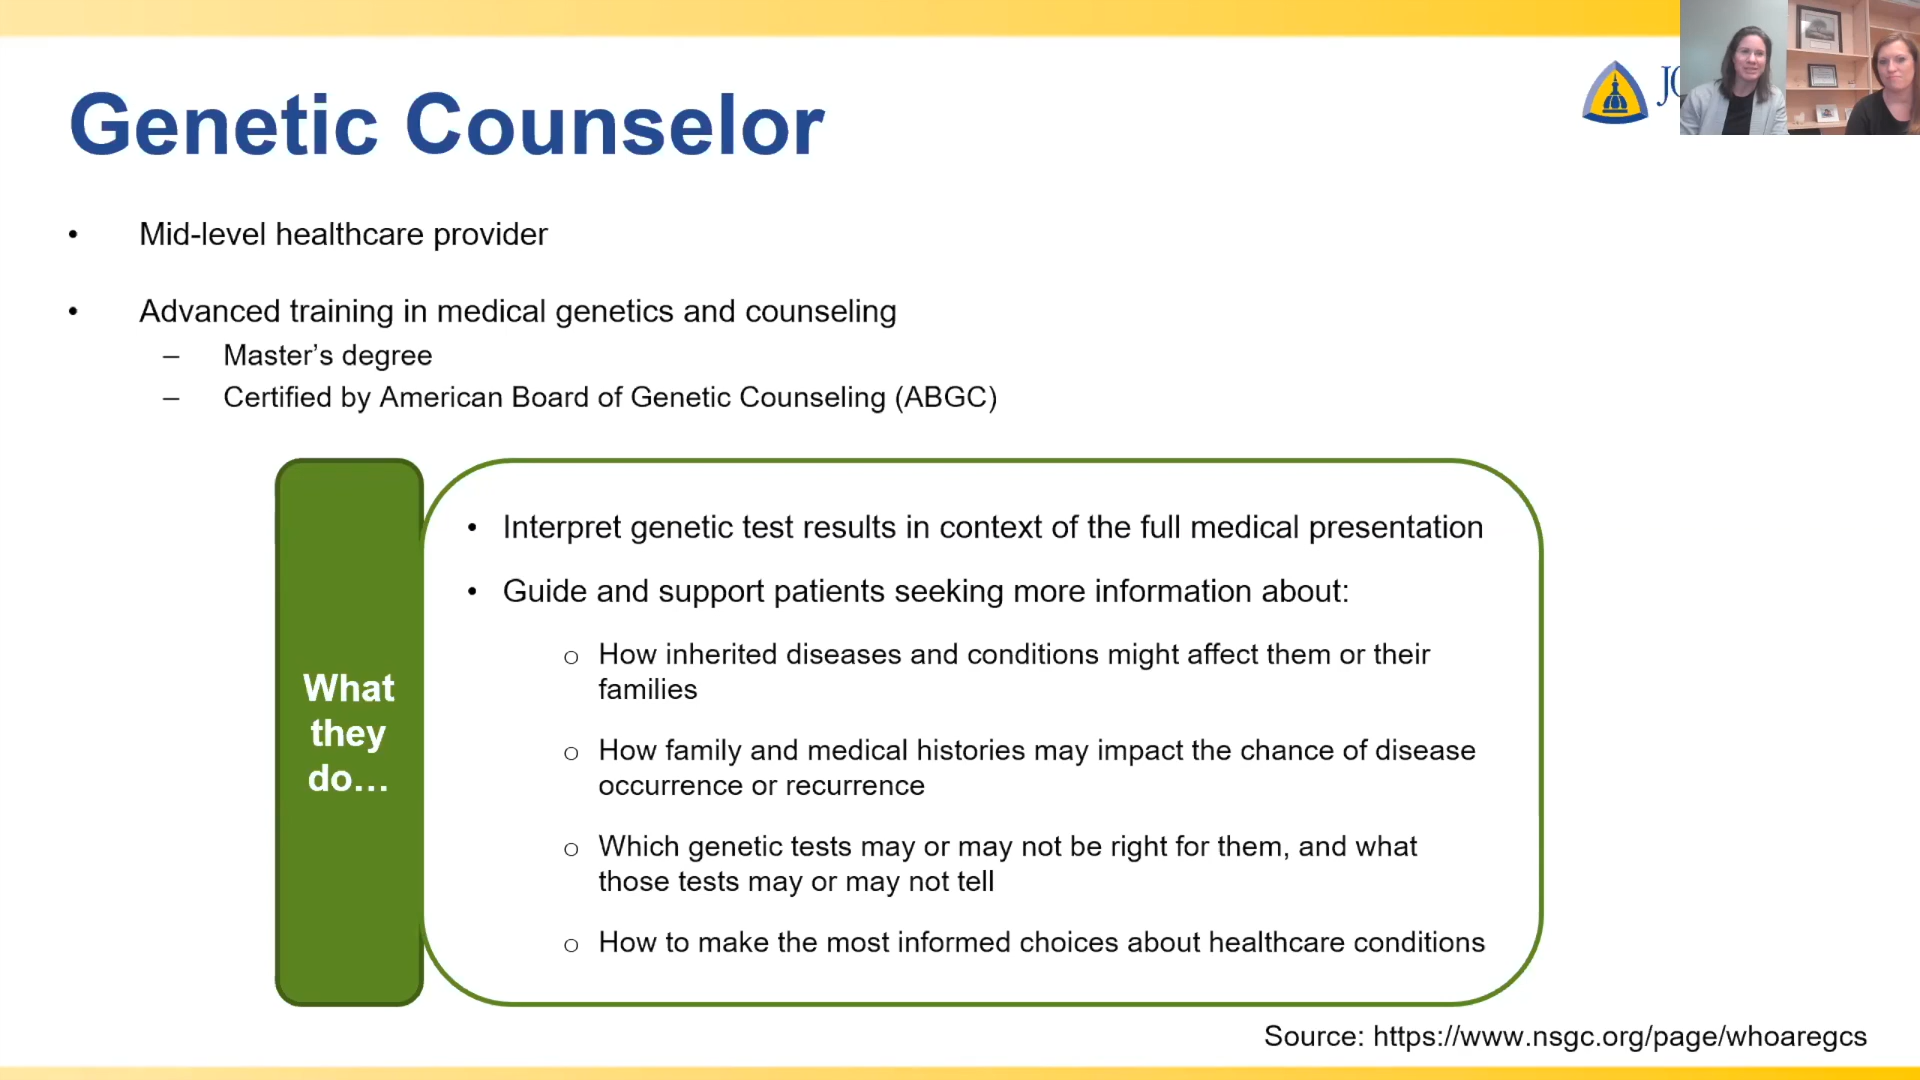 Genetic Counselor
JO
• Mid-level healthcare provider
• Advanced training in medical genetics and counseling
– Master’s degree
– Certified by American Board of Genetic Counseling (ABGC)
What
they
do…
• Interpret genetic test results in context of the full medical presentation
• Guide and support patients seeking more information about:
o How inherited diseases and conditions might affect them or their
families
o How family and medical histories may impact the chance of disease
occurrence or recurrence
o Which genetic tests may or may not be right for them, and what
those tests may or may not tell
o How to make the most informed choices about healthcare conditions
Source: https://www.nsgc.org/page/whoaregcs